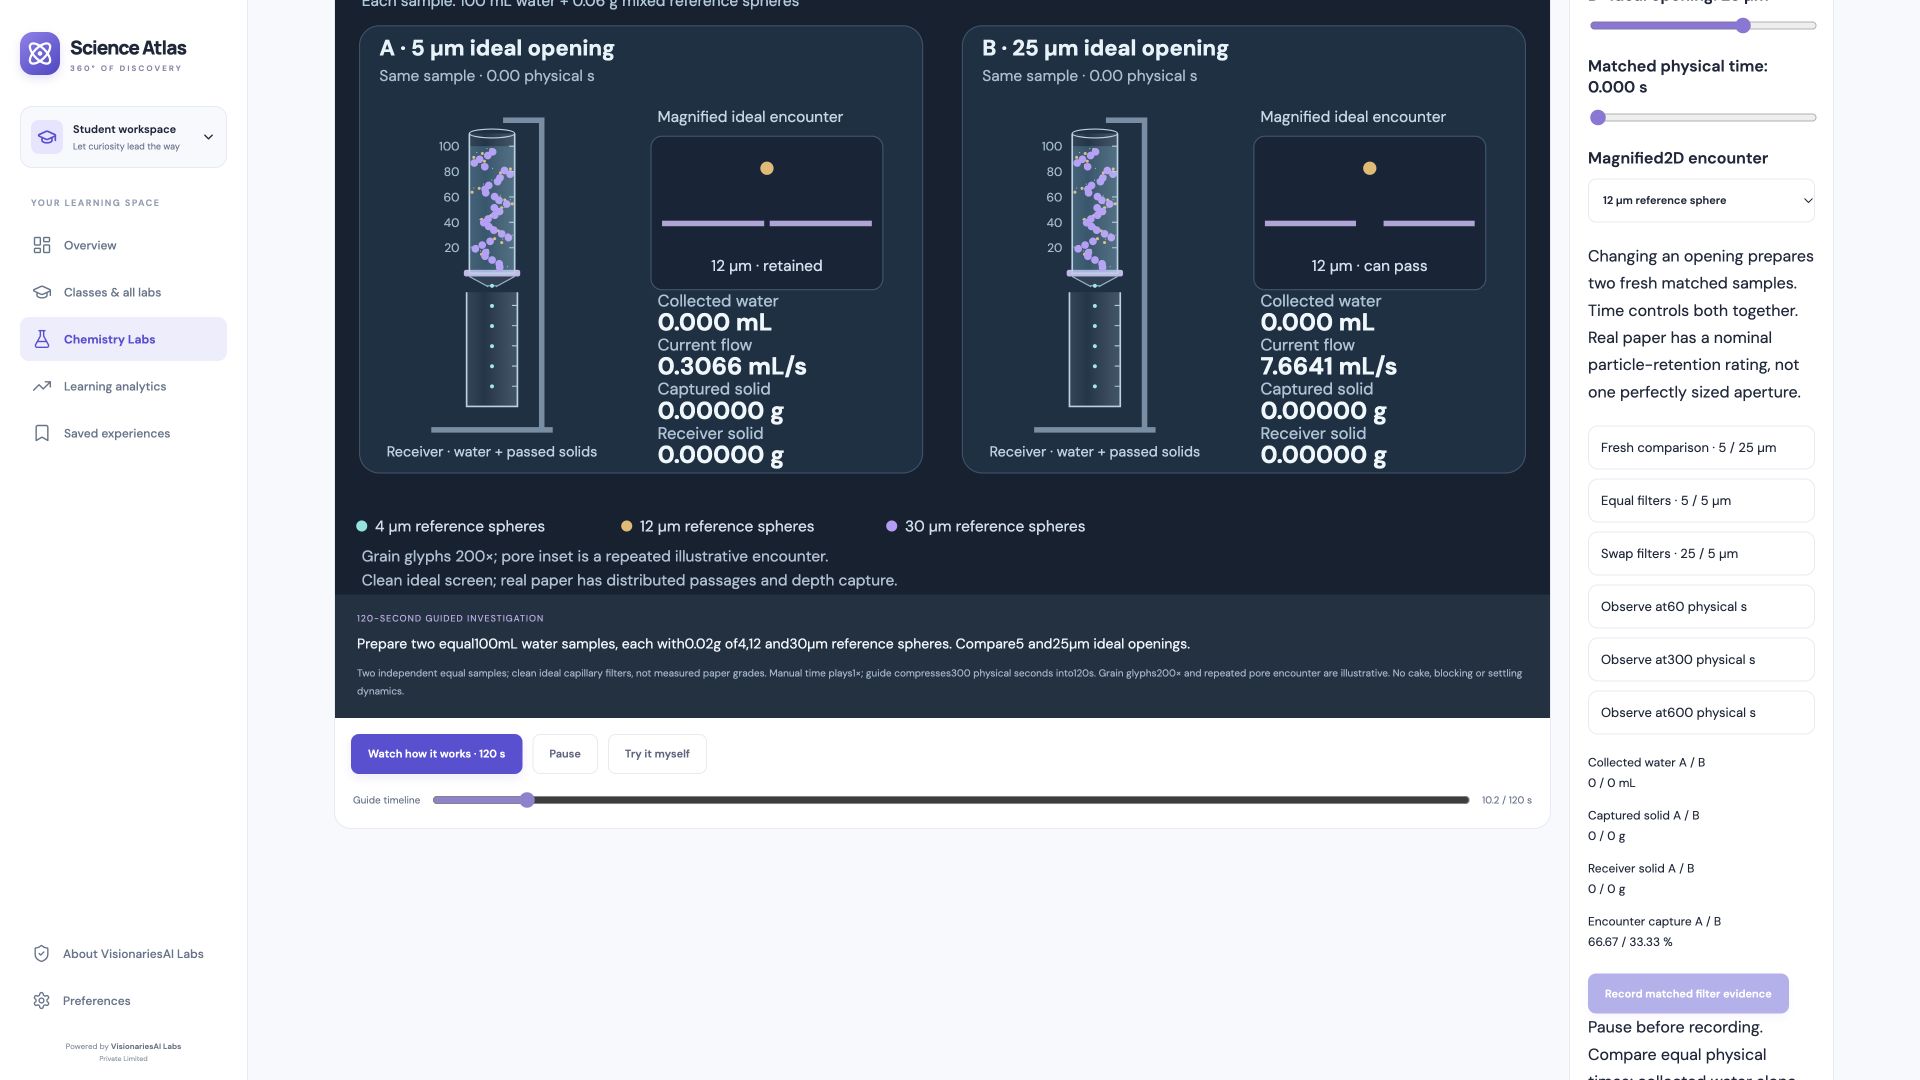 Science Atlas
360° OF DISCOVERY
Student workspace
Let curiosity lead the way
YOUR LEARNING SPACE
Overview
Classes & all labs
Chemistry Labs
Learning analytics
Saved experiences
About VisionariesAI Labs
Preferences
Powered by VisionariesAI Labs
Private Limited
Each sample: 100 mL water + 0.06 g mixed reference spheres
A · 5 µm ideal opening
Same sample · 0.00 physical s
100
80
60
40
20
Magnified ideal encounter
12 µm · retained
Collected water
0.000 mL
Current flow
0.3066 mL/s
Captured solid
0.00000 g
Receiver solid
0.00000 g
Receiver · water + passed solids
B · 25 µm ideal opening
Same sample · 0.00 physical s
100
80
60
40
20
Magnified ideal encounter
12 µm · can pass
Collected water
0.000 mL
Current flow
7.6641 mL/s
Captured solid
0.00000 g
Receiver solid
0.00000 g
Receiver · water + passed solids
4 µm reference spheres
12 µm reference spheres
30 µm reference spheres
Grain glyphs 200×; pore inset is a repeated illustrative encounter.
Clean ideal screen; real paper has distributed passages and depth capture.
120-SECOND GUIDED INVESTIGATION
Prepare two equal100mL water samples, each with0.02g of4,12 and30µm reference spheres. Compare5 and25µm ideal openings.
Two independent equal samples; clean ideal capillary filters, not measured paper grades. Manual time plays1×; guide compresses300 physical seconds into120s. Grain glyphs200× and repeated pore encounter are illustrative. No cake, blocking or settling
dynamics.
Watch how it works · 120 s
Pause
Try it myself
Guide timeline
10.2 / 120 s
Matched physical time:
0.000 s
Magnified2D encounter
12 µm reference sphere
Changing an opening prepares
two fresh matched samples.
Time controls both together.
Real paper has a nominal
particle-retention rating, not
one perfectly sized aperture.
Fresh comparison · 5 / 25 µm
Equal filters · 5 / 5 µm
Swap filters · 25 / 5 µm
Observe at60 physical s
Observe at300 physical s
Observe at600 physical s
Collected water A / B
0 / 0 mL
Captured solid A / B
0 / 0 g
Receiver solid A / B
0 / 0 g
Encounter capture A / B
66.67 / 33.33 %
Record matched filter evidence
Pause before recording.
Compare equal physical